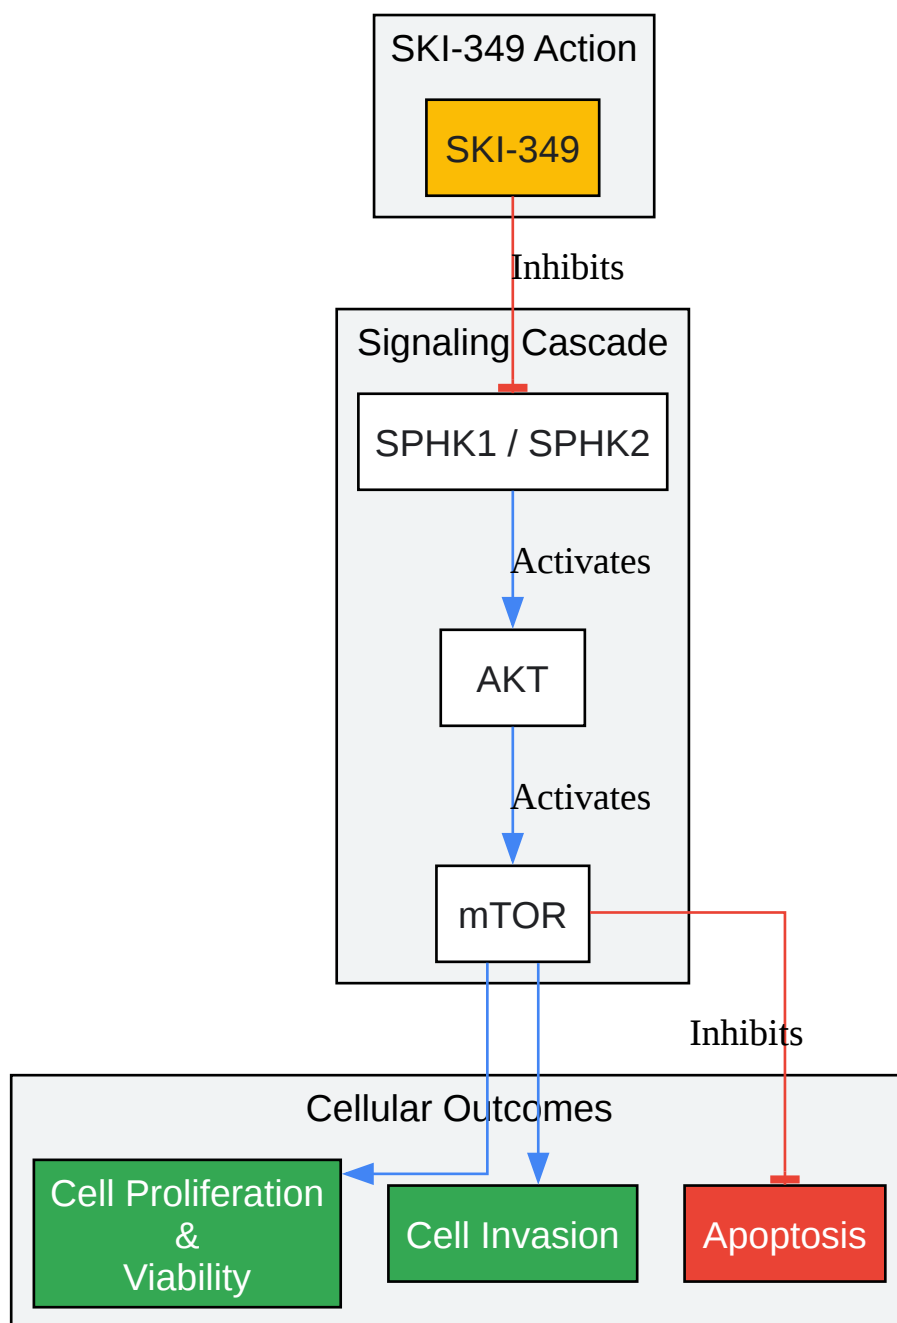 SKI-349 Action
SKI-349
Inhibits
Signaling Cascade
SPHK1 / SPHK2
Activates
AKT
Activates
mTOR
Inhibits
Cellular Outcomes
Cell Proliferation
&
Viability
Cell Invasion
Apoptosis